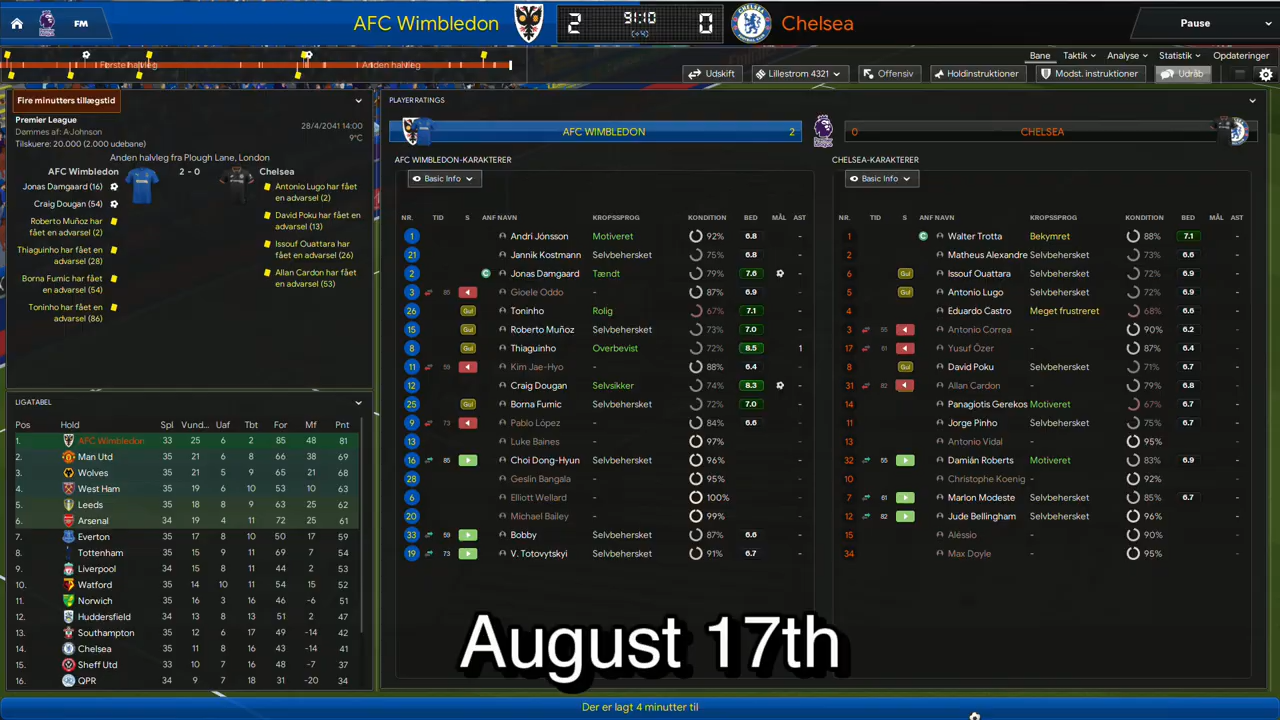 FM
AFC Wimbledon 2 91:10 (+4) 0 Chelsea
Pause
Første halvleg Anden halvleg
Bane Taktik Analyse Statistik Opdateringer
Udskift Lillestrom 4321 Offensiv Holdinstruktioner Modst. instruktioner Udråb
Fire minutters tillægstid
Premier League
Dømmes af: A.Johnson
Tilskuere: 20.000 (2.000 udebane)
28/4/2041 14:00
9°C
Anden halvleg fra Plough Lane, London
AFC Wimbledon 2 - 0 Chelsea
Jonas Damgaard (16)
Craig Dougan (54)
Roberto Muñoz har
fået en advarsel (2)
Thiaguinho har fået en
advarsel (28)
Borna Fumic har fået en
advarsel (54)
Toninho har fået en
advarsel (86)
Antonio Lugo har fået
en advarsel (2)
David Poku har fået en
advarsel (13)
Issouf Ouattara har
fået en advarsel (26)
Allan Cardon har fået
en advarsel (53)
LIGATABEL
Pos Hold Spl Vund... Uaf Tbt For Mf Pnt
1. AFC Wimbledon 33 25 6 2 85 48 81
2. Man Utd 35 21 6 8 66 38 69
3. Wolves 35 21 5 9 65 21 68
4. West Ham 35 19 6 10 53 10 63
5. Leeds 35 18 8 9 63 25 62
6. Arsenal 34 19 4 11 72 25 61
7. Everton 35 17 8 10 50 17 59
8. Tottenham 35 15 9 11 69 7 54
9. Liverpool 34 15 8 11 44 2 53
10. Watford 35 14 10 11 54 15 52
11. Norwich 35 16 3 16 46 -6 51
12. Huddersfield 34 13 8 13 51 2 47
13. Southampton 35 12 6 17 49 -14 42
14. Chelsea 35 11 8 16 43 -14 41
15. Sheff Utd 33 10 7 16 48 -7 37
16. QPR 34 9 7 18 31 -20 34
PLAYER RATINGS
AFC WIMBLEDON 2
0 CHELSEA
AFC WIMBLEDON-KARAKTERER
Basic Info
NR. TID S ANF NAVN KROPSSPROG KONDITION BED MÅL AST
1 Andri Jónsson Motiveret 92% 6.8 -
21 Jannik Kostmann Selvbehersket 75% 6.8 -
2 C Jonas Damgaard Tændt 79% 7.6 -
3 85 Gioele Oddo - 87% 6.9 -
26 Gul Toninho Rolig 67% 7.1 -
15 Gul Roberto Muñoz Selvbehersket 73% 7.0 -
8 Gul Thiaguinho Overbevist 72% 8.5 1
11 59 Kim Jae-Hyo - 88% 6.4 -
12 Craig Dougan Selvsikker 74% 8.3 -
25 Gul Borna Fumic Selvbehersket 72% 7.0 -
9 73 Pablo López - 84% 6.6 -
13 Luke Baines - 97% -
16 85 Choi Dong-Hyun Selvbehersket 96% -
28 Geslin Bangala - 95% -
6 Elliott Wellard - 100% -
20 Michael Bailey - 99% -
33 59 Bobby Selvbehersket 87% 6.6 -
19 73 V. Totovytskyi Selvbehersket 91% 6.7 -
CHELSEA-KARAKTERER
Basic Info
NR. TID S ANF NAVN KROPSSPROG KONDITION BED MÅL AST
1 C Walter Trotta Bekymret 88% 7.1 -
2 Matheus Alexandre Selvbehersket 73% 6.6 -
6 Gul Issouf Ouattara Selvbehersket 72% 6.9 -
5 Gul Antonio Lugo Selvbehersket 72% 6.9 -
4 Eduardo Castro Meget frustreret 68% 6.6 -
3 55 Antonio Correa - 90% 6.2 -
17 61 Yusuf Özer - 87% 6.4 -
8 Gul David Poku Selvbehersket 71% 6.7 -
31 82 Allan Cardon - 79% 6.8 -
14 Panagiotis Gerekos Motiveret 67% 6.7 -
11 Jorge Pinho Selvbehersket 75% 6.7 -
13 Antonio Vidal - 95% -
32 55 Damián Roberts Motiveret 83% 6.9 -
10 Christophe Koenig - 92% -
7 61 Marlon Modeste Selvbehersket 85% 6.7 -
12 82 Jude Bellingham Selvbehersket 96% -
15 Aléssio - 90% -
34 Max Doyle - 95% -
August 17th
Der er lagt 4 minutter til